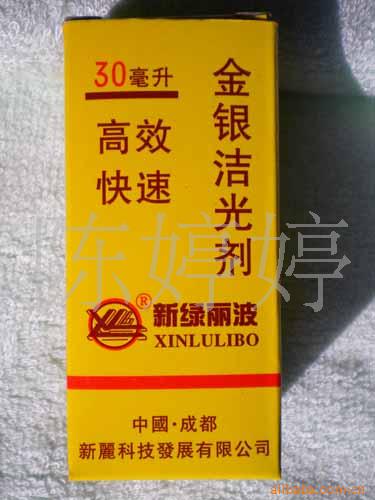 30毫升
高效
快速
金银洁光剂
®
新绿丽波
XINLULIBO
中國·成都
新麗科技發展有限公司
陈婷婷
alibaba.com.cn